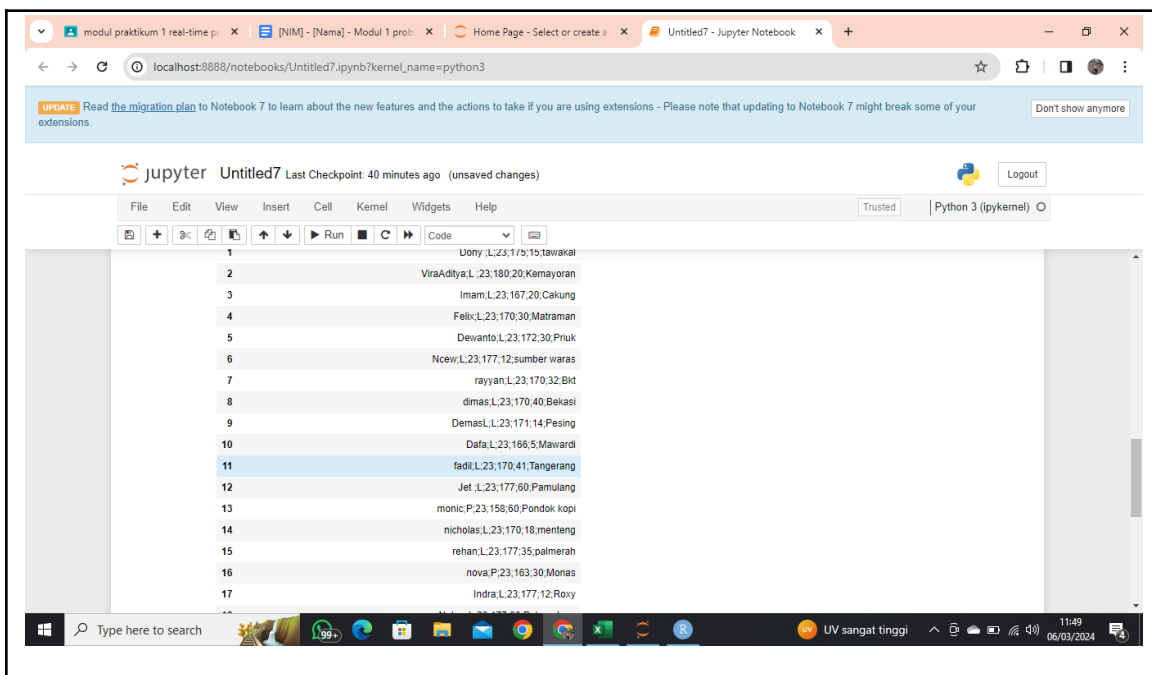 modul praktikum 1 real-time pr
[NIM] - [Nama] - Modul 1 prob
Home Page - Select or create a
Untitled7 - Jupyter Notebook
localhost:8888/notebooks/Untitled7.ipynb?kernel_name=python3
UPDATE Read the migration plan to Notebook 7 to learn about the new features and the actions to take if you are using extensions - Please note that updating to Notebook 7 might break some of your
extensions.
Don't show anymore
jupyter Untitled7 Last Checkpoint: 40 minutes ago (unsaved changes)
Logout
File Edit View Insert Cell Kernel Widgets Help
Trusted Python 3 (ipykernel)
Run Code
1 Dony ;L;23;175;15;tawakal
2 ViraAditya;L ;23;180;20;Kemayoran
3 Imam;L;23;167;20;Cakung
4 Felix;L;23;170;30;Matraman
5 Dewanto;L;23;172;30;Priuk
6 Ncew;L;23;177;12;sumber waras
7 rayyan;L;23;170;32;Bkt
8 dimas;L;23;170;40;Bekasi
9 DemasL;L;23;171;14;Pesing
10 Dafa;L;23;166;5;Mawardi
11 fadil;L;23;170;41;Tangerang
12 Jet ;L;23;177;60;Pamulang
13 monic;P;23;158;60;Pondok kopi
14 nicholas;L;23;170;18;menteng
15 rehan;L;23;177;35;palmerah
16 nova;P;23;163;30;Monas
17 Indra;L;23;177;12;Roxy
Type here to search
99+
UV sangat tinggi
11:49
06/03/2024
4